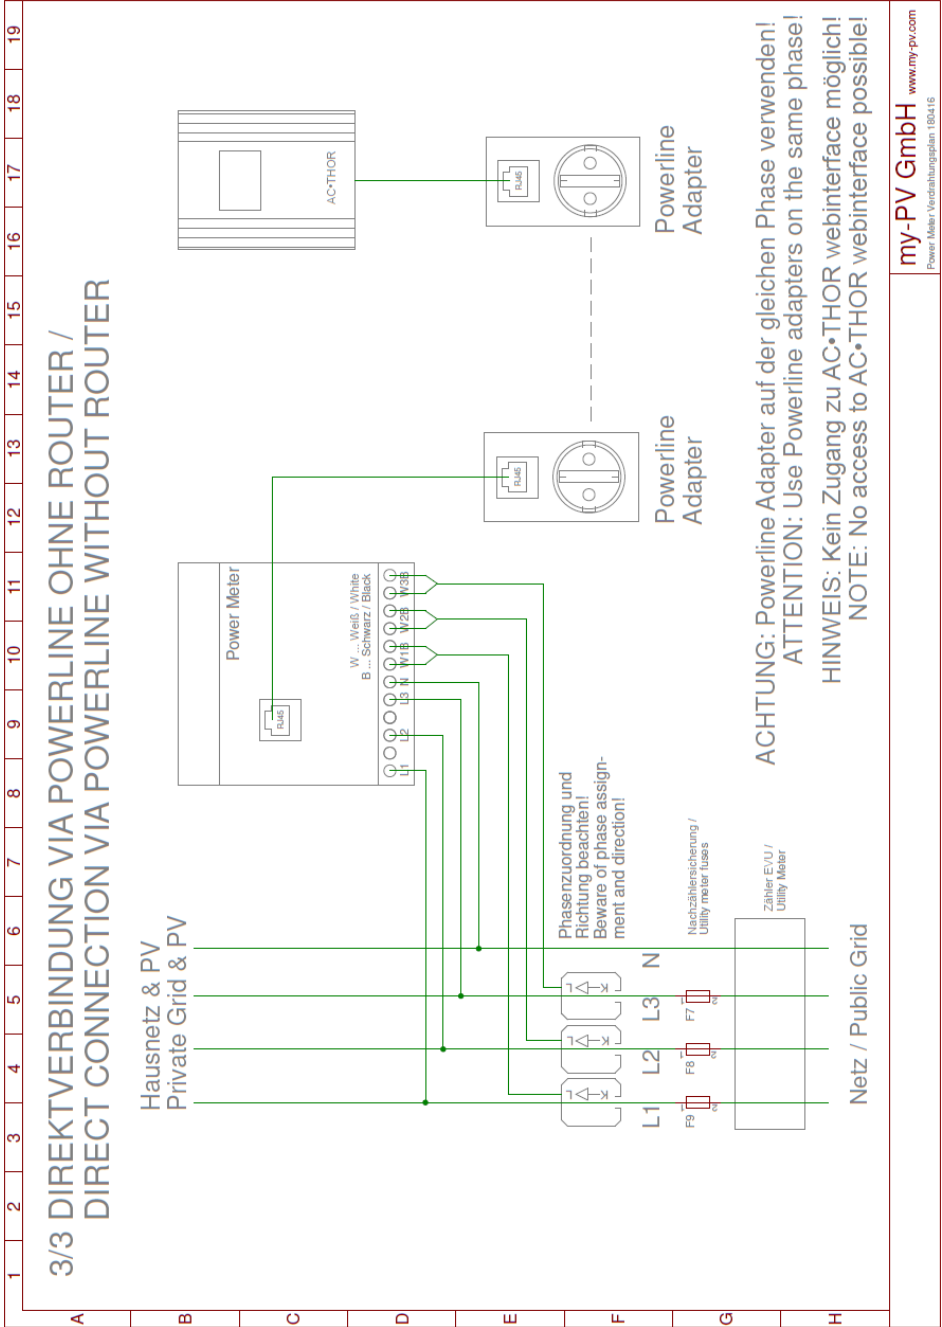 1 2 3 4 5 6 7 8 9 10 11 12 13 14 15 16 17 18 19
A
B
C
D
E
F
G
H
3/3 DIREKTVERBINDUNG VIA POWERLINE OHNE ROUTER /
DIRECT CONNECTION VIA POWERLINE WITHOUT ROUTER
Hausnetz & PV
Private Grid & PV
Power Meter
RJ45
W ... Weiß / White
B ... Schwarz / Black
L1 L2 L3 N W1B W2B W3B
AC•THOR
RJ45
Powerline
Adapter
RJ45
Powerline
Adapter
Phasenzuordnung und
Richtung beachten!
Beware of phase assign-
ment and direction!
L1 L2 L3 N
K L
K L
K L
F9 F8 F7
1 2
1 2
1 2
Nachzählersicherung /
Utility meter fuses
Zähler EVU /
Utility Meter
Netz / Public Grid
ACHTUNG: Powerline Adapter auf der gleichen Phase verwenden!
ATTENTION: Use Powerline adapters on the same phase!
HINWEIS: Kein Zugang zu AC•THOR webinterface möglich!
NOTE: No access to AC•THOR webinterface possible!
my-PV GmbH www.my-pv.com
Power Meter Verdrahtungsplan 180416